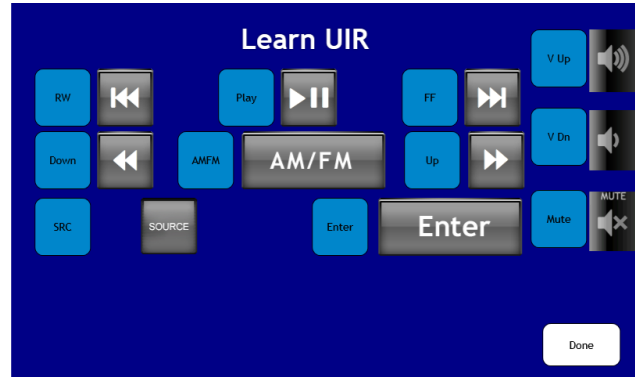 Learn UIR
V Up
RW
Play
FF
V Dn
Down
AMFM
AM/FM
Up
MUTE
SRC
SOURCE
Enter
Enter
Mute
Done